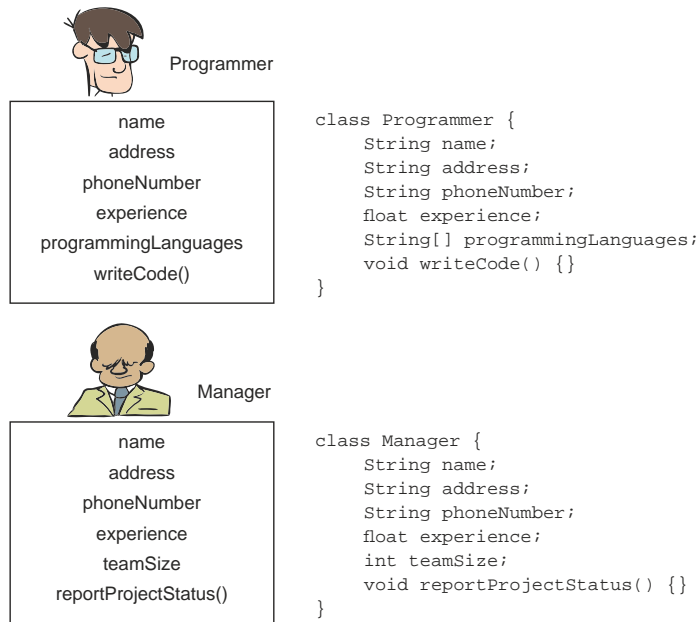 Programmer
name
address
phoneNumber
experience
programmingLanguages
writeCode()
class Programmer {
String name;
String address;
String phoneNumber;
float experience;
String[] programmingLanguages;
void writeCode() {}
}
Manager
name
address
phoneNumber
experience
teamSize
reportProjectStatus()
class Manager {
String name;
String address;
String phoneNumber;
float experience;
int teamSize;
void reportProjectStatus() {}
}